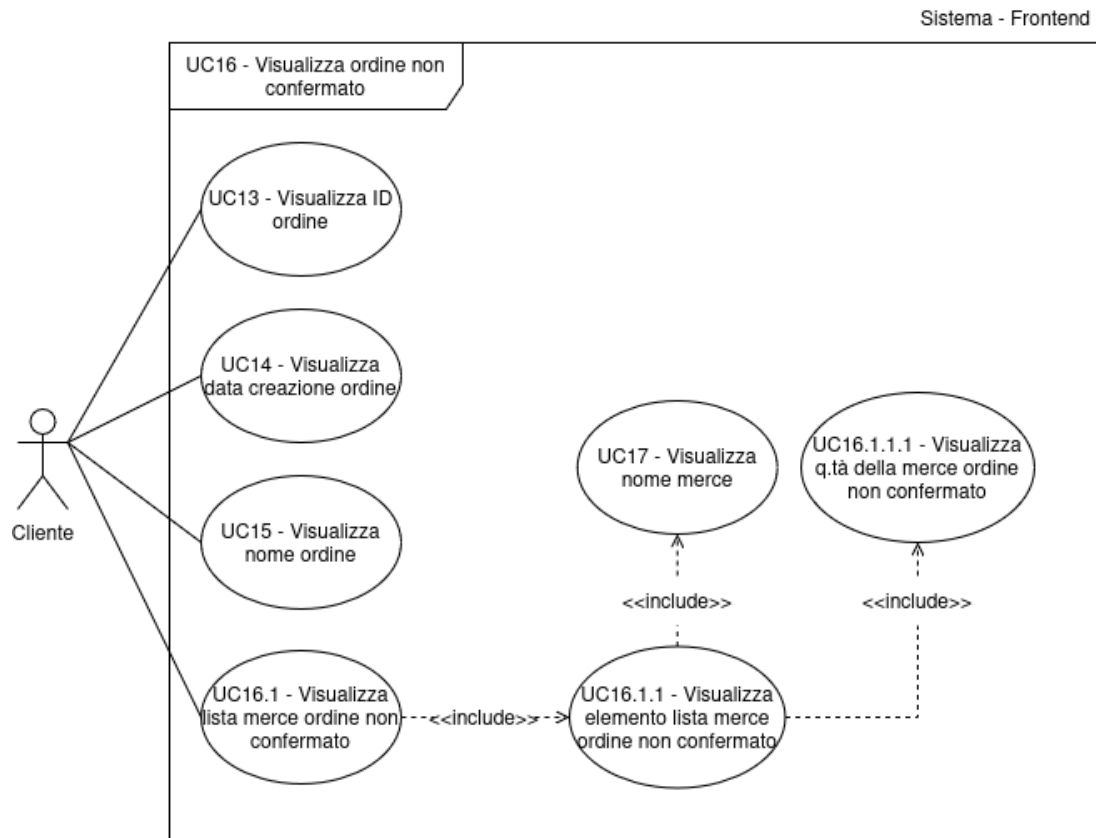 Sistema - Frontend
UC16 - Visualizza ordine non
confermato
UC13 - Visualizza ID
ordine
UC14 - Visualizza
data creazione ordine
UC17 - Visualizza
nome merce
UC16.1.1.1 - Visualizza
q.tà della merce ordine
non confermato
Cliente
UC15 - Visualizza
nome ordine
<<include>>
<<include>>
UC16.1 - Visualizza
lista merce ordine non
confermato
<<include>>
UC16.1.1 - Visualizza
elemento lista merce
ordine non confermato